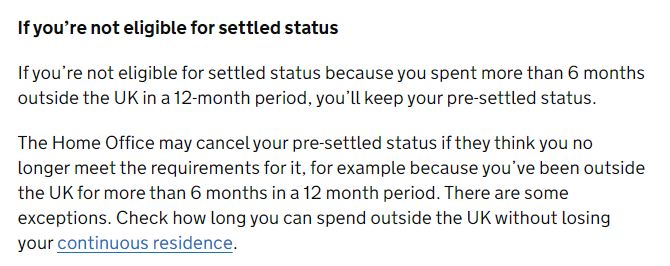 If you're not eligible for settled status
If you're not eligible for settled status because you spent more than 6 months
outside the UK in a 12-month period, you'll keep your pre-settled status.
The Home Office may cancel your pre-settled status if they think you no
longer meet the requirements for it, for example because you've been outside
the UK for more than 6 months in a 12 month period. There are some
exceptions. Check how long you can spend outside the UK without losing
your continuous residence.